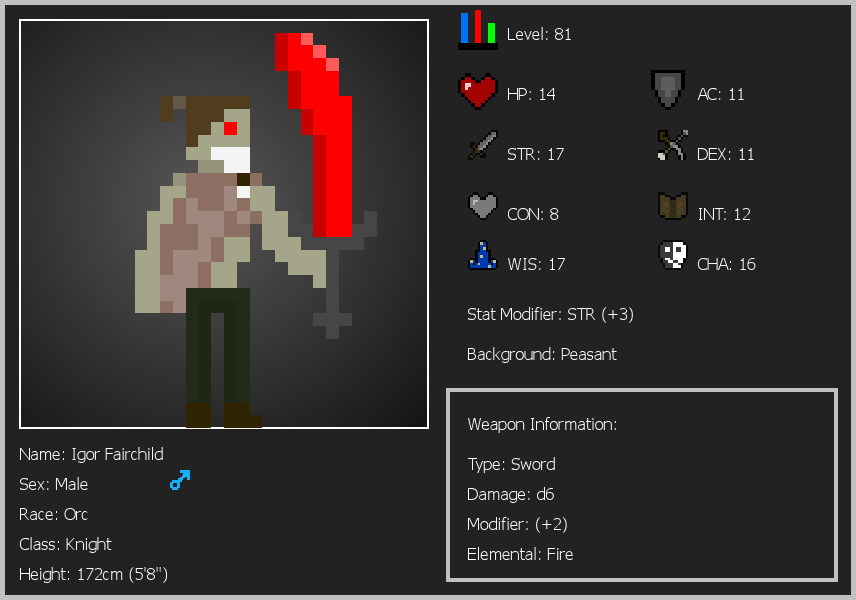 Level: 81
HP: 14
AC: 11
STR: 17
DEX: 11
CON: 8
INT: 12
WIS: 17
CHA: 16
Stat Modifier: STR (+3)
Background: Peasant
Weapon Information:
Type: Sword
Damage: d6
Modifier: (+2)
Elemental: Fire
Name: Igor Fairchild
Sex: Male
Race: Orc
Class: Knight
Height: 172cm (5'8")